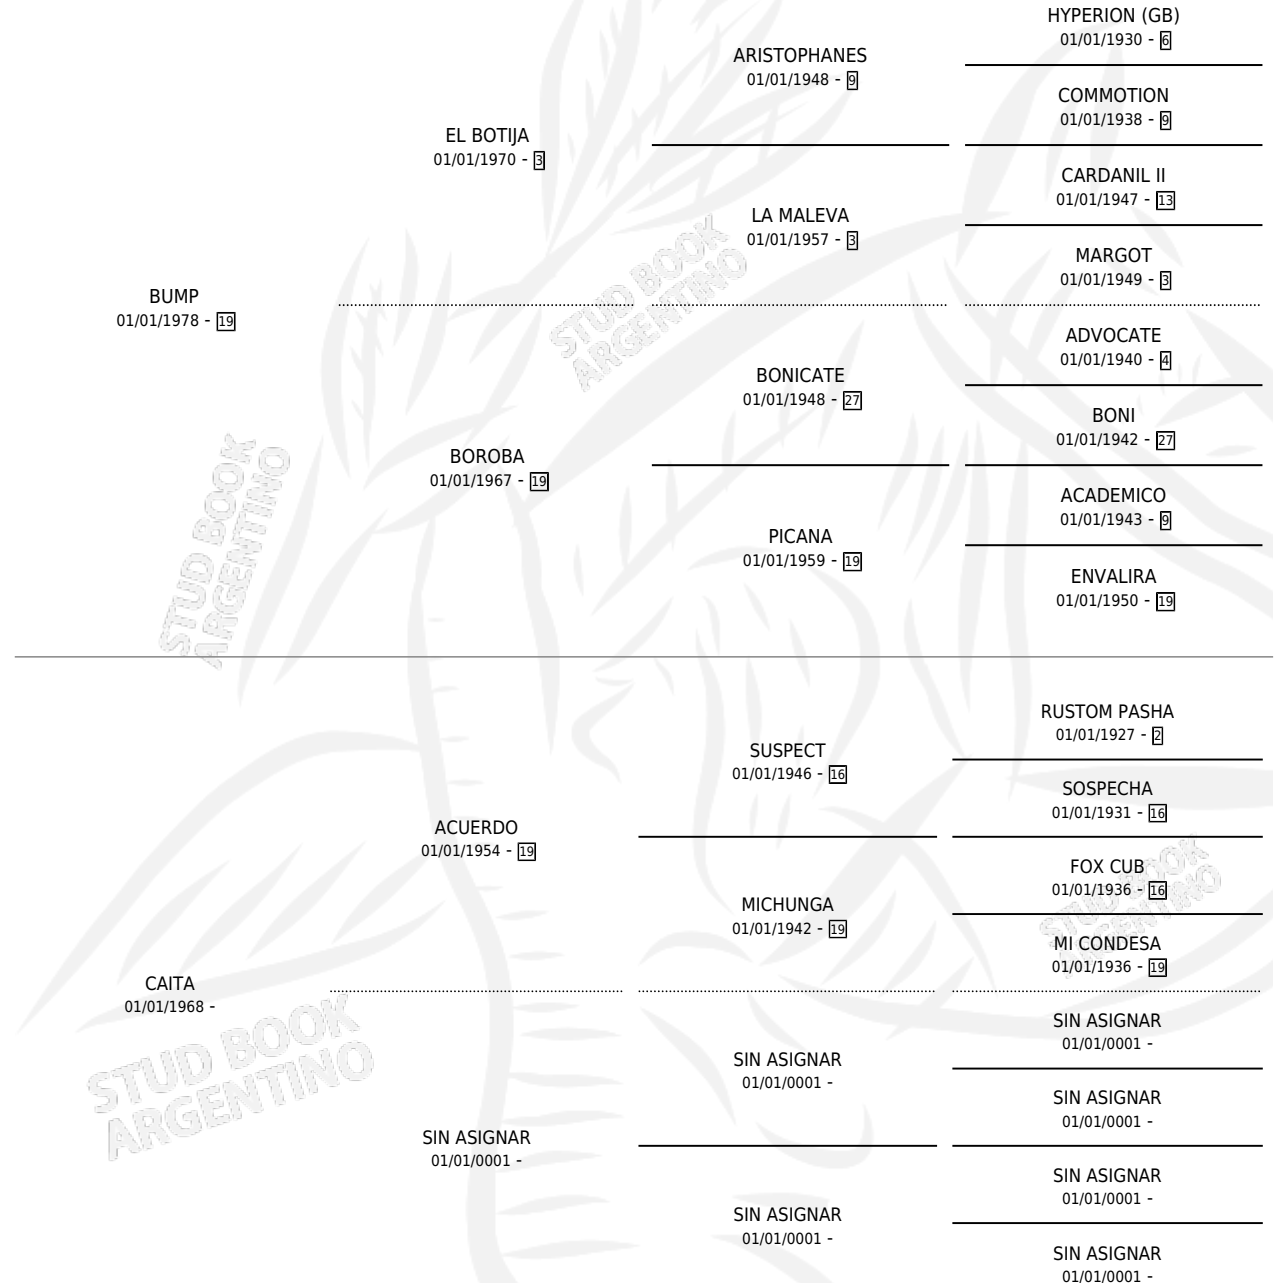 HYPERION (GB)
01/01/1930 - 6
ARISTOPHANES
01/01/1948 - 9
COMMOTION
01/01/1938 - 9
EL BOTIJA
01/01/1970 - 3
CARDANIL II
01/01/1947 - 13
LA MALEVA
01/01/1957 - 3
MARGOT
01/01/1949 - 3
BUMP
01/01/1978 - 19
ADVOCATE
01/01/1940 - 4
BONICATE
01/01/1948 - 27
BONI
01/01/1942 - 27
BOROBA
01/01/1967 - 19
ACADEMICO
01/01/1943 - 9
PICANA
01/01/1959 - 19
ENVALIRA
01/01/1950 - 19
STUD BOOK
ARGENTINO
STUD BOOK
ARGENTINO
RUSTOM PASHA
01/01/1927 - 2
SUSPECT
01/01/1946 - 16
SOSPECHA
01/01/1931 - 16
ACUERDO
01/01/1954 - 19
FOX CUB
01/01/1936 - 16
MICHUNGA
01/01/1942 - 19
MI CONDESA
01/01/1936 - 19
STUD BOOK
ARGENTINO
CAITA
01/01/1968 -
SIN ASIGNAR
01/01/0001 -
SIN ASIGNAR
01/01/0001 -
SIN ASIGNAR
01/01/0001 -
SIN ASIGNAR
01/01/0001 -
SIN ASIGNAR
01/01/0001 -
SIN ASIGNAR
01/01/0001 -
SIN ASIGNAR
01/01/0001 -
STUD BOOK
ARGENTINO